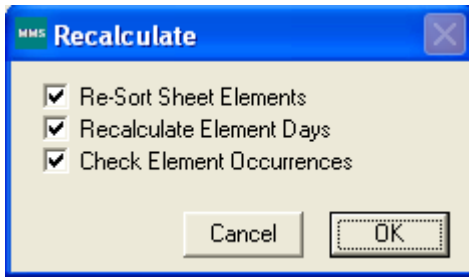 MMS Recalculate
Re-Sort Sheet Elements
Recalculate Element Days
Check Element Occurrences
Cancel OK